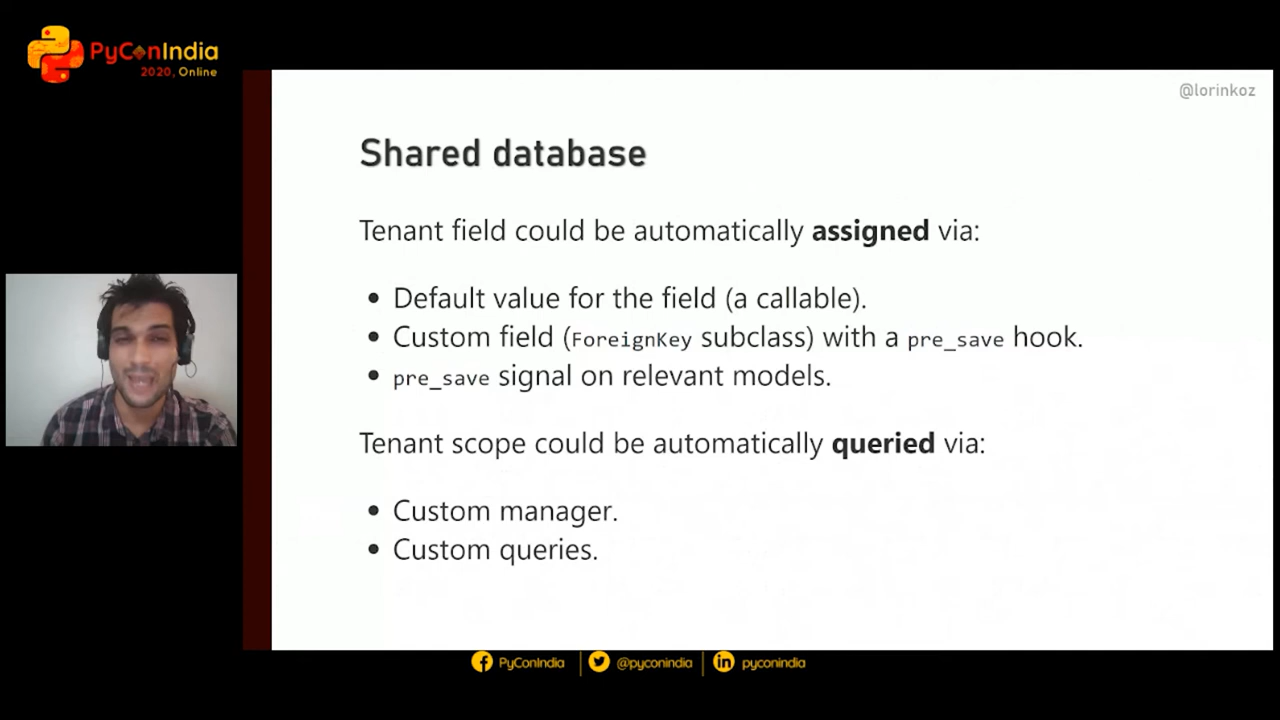 PyConIndia
2020, Online
@lorinkoz
Shared database
Tenant field could be automatically assigned via:
• Default value for the field (a callable).
• Custom field (ForeignKey subclass) with a pre_save hook.
• pre_save signal on relevant models.
Tenant scope could be automatically queried via:
• Custom manager.
• Custom queries.
PyConIndia @pyconindia pyconindia